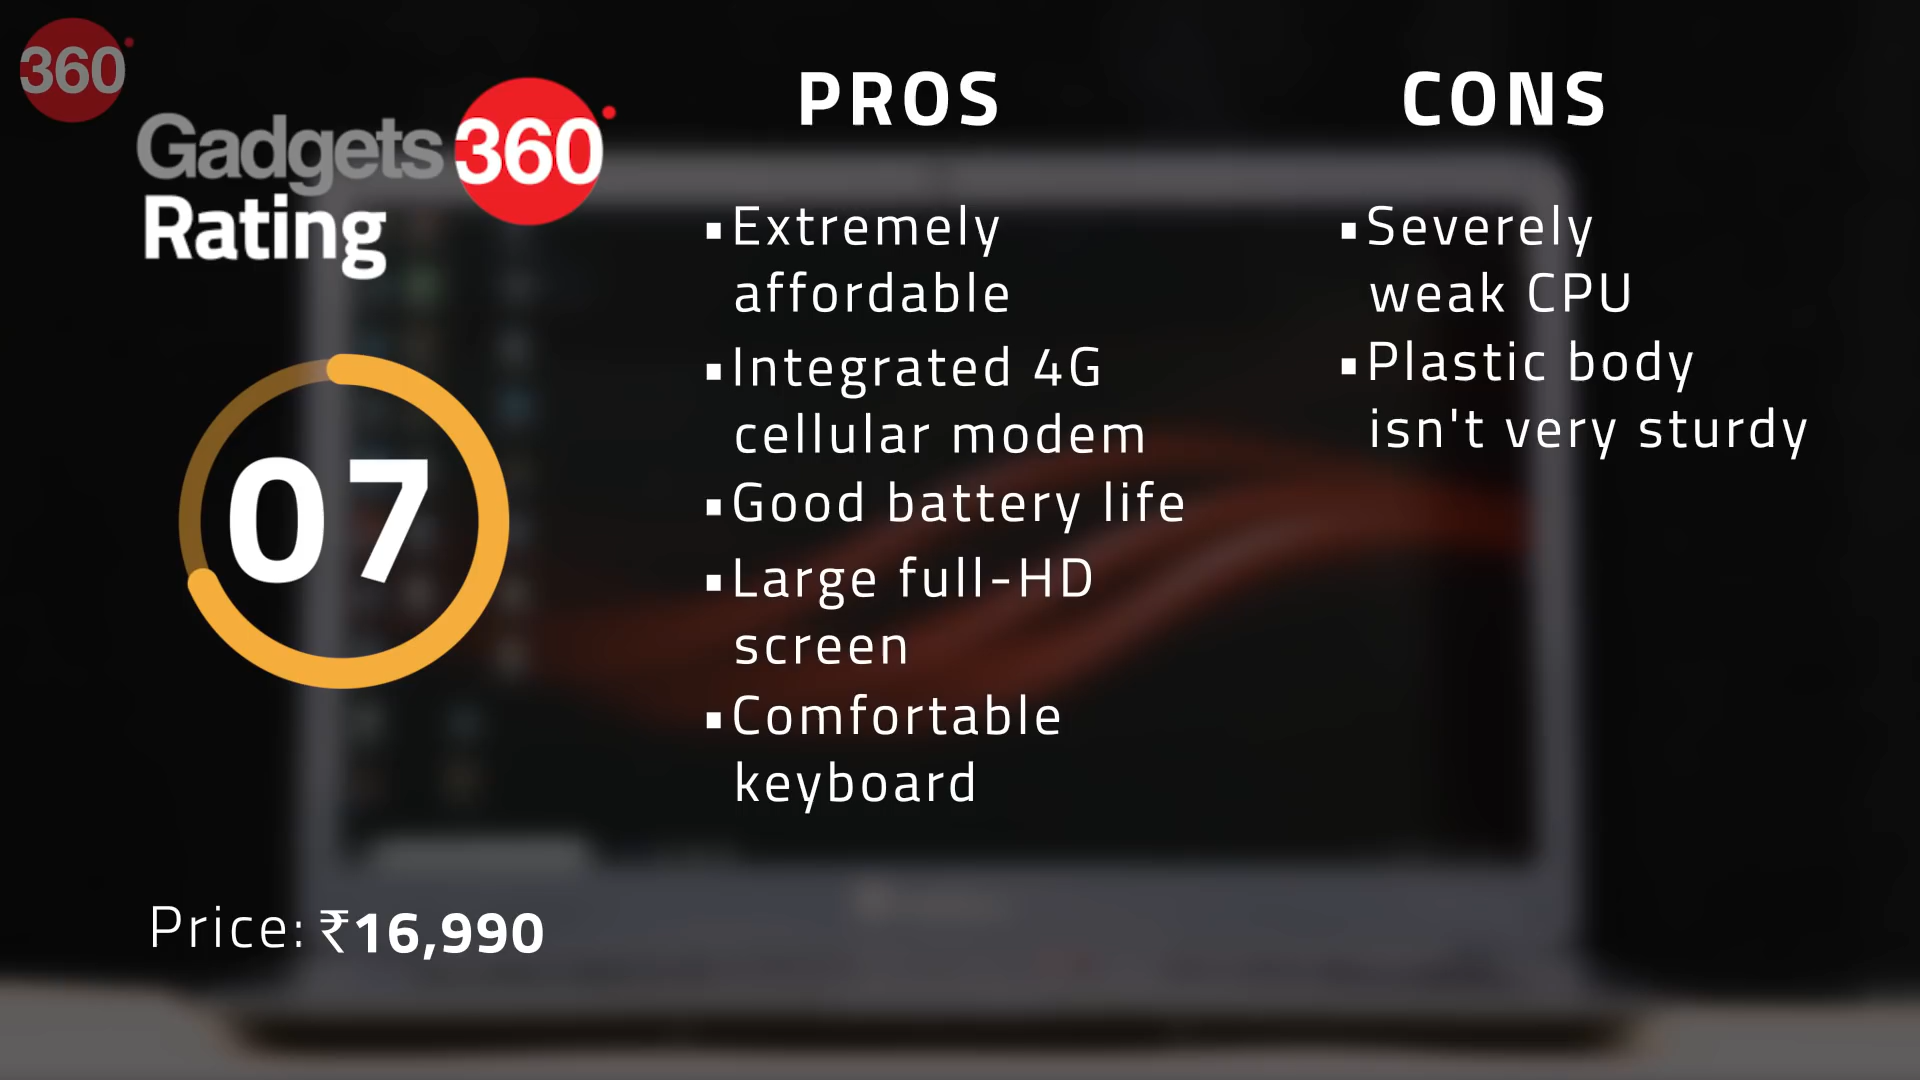 360
Gadgets 360
Rating
07
Price: ₹16,990
PROS
▪Extremely
affordable
▪Integrated 4G
cellular modem
▪Good battery life
▪Large full-HD
screen
▪Comfortable
keyboard
CONS
▪Severely
weak CPU
▪Plastic body
isn't very sturdy